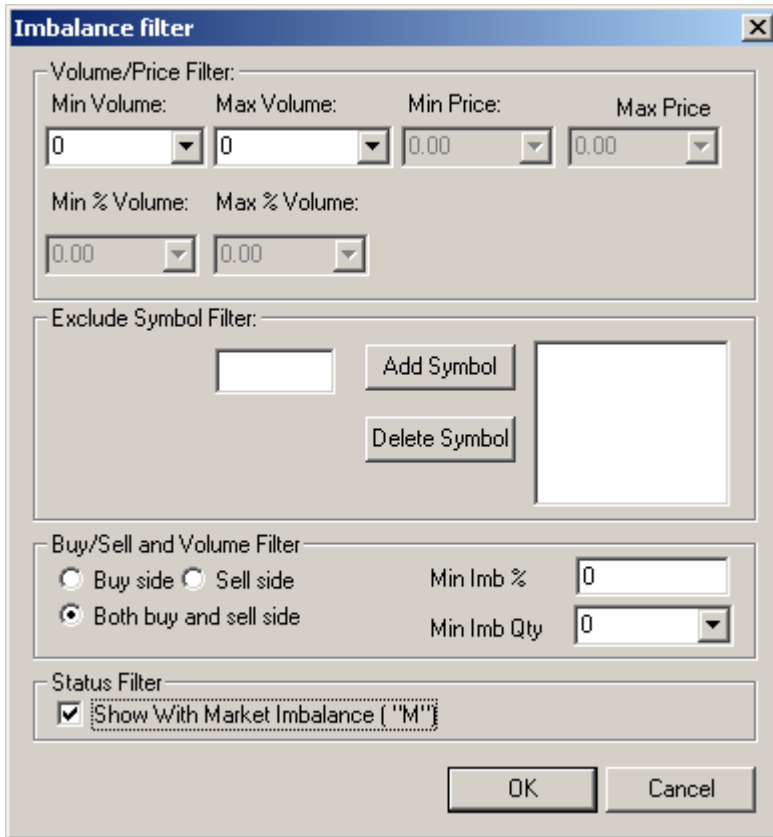 Imbalance filter
Volume/Price Filter:
Min Volume: Max Volume: Min Price: Max Price
0 0 0.00 0.00
Min % Volume: Max % Volume:
0.00 0.00
Exclude Symbol Filter:
Add Symbol
Delete Symbol
Buy/Sell and Volume Filter
Buy side Sell side Min Imb % 0
Both buy and sell side Min Imb Qty 0
Status Filter
Show With Market Imbalance ( "M")
OK Cancel